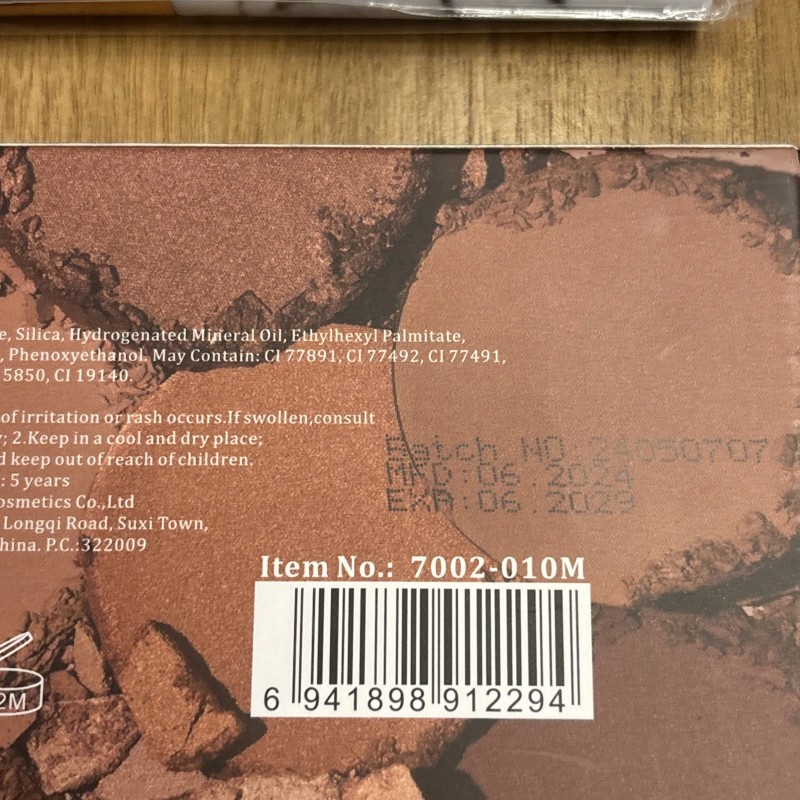 e, Silica, Hydrogenated Mineral Oil, Ethylhexyl Palmitate,
, Phenoxyethanol. May Contain: CI 77891, CI 77492, CI 77491,
5850, CI 19140.
of irritation or rash occurs.If swollen,consult
; 2.Keep in a cool and dry place;
d keep out of reach of children.
: 5 years
osmetics Co.,Ltd
Longqi Road, Suxi Town,
hina. P.C.:322009
Batch NO.24050707
MFD:06.2024
EXP:06.2029
Item No.: 7002-010M
6 941898 912294
2M